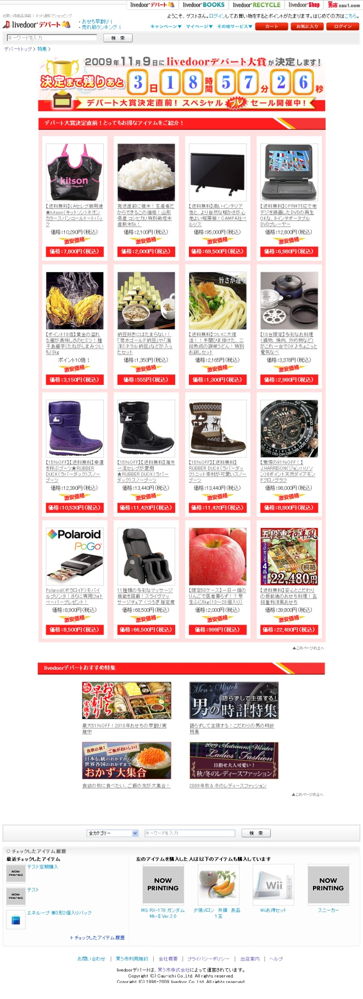 livedoor デパート livedoor BOOKS livedoor RECYCLE livedoor Shop cau1.com
お買い得商品満載！ネット通販でショッピング
ようこそ、ゲストさん。ログインしてお買い物をするとポイントがたまります。はじめての方はこちら。
livedoor デパート
・おせち早割り！
・売れ筋ランキング！
キャンペーン▼ マイページ▼ その他サービス▼ カート お気に入り ログイン
キーワードを入力 検 索
デパートトップ > 特集 >
2009年11月9日にlivedoorデパート大賞が決定します！
決定まで残りあと 3日18時間57分26秒
デパート大賞決定直前！スペシャルプレセール開催中！
デパート大賞決定直前！とってもお得なアイテムをご紹介！
kitson
【送料無料】LAセレブ御用達
★kitson(キットソン)ネオン
カラースパンコールトートバッ
グ
価格：10,290円(税込)
激安価格
価格：7,800円(税込)
発送直前に精米！生産者だ
からできるこの価格！山形
県産コシヒカリ特別栽培米
産新米5k！
価格：2,100円(税込)
激安価格
価格：2,000円(税込)
【送料無料】高いインテリア
性と、より自然な暖かさが心
地よい暖房機！CAMPA社ベ
ルリス
価格：95,000円(税込)
激安価格
価格：69,500円(税込)
【送料無料】CPRM対応で地
デジを録画したDVDの再生
OKな、8インチポータブル
DVDプレーヤー
価格：12,800円(税込)
激安価格
価格：6,980円(税込)
【ポイント10倍】黄金の溢れ
る蜜が美味しさのヒミツ！種
子島蜜芋(たねがしまみつい
も)3kg
ポイント10倍！
激安価格
価格：3,150円(税込)
納豆好きにはたまらない！
「菊水ゴールド納豆」や「海
洋ミネラル納豆」などが入っ
たセット
価格：1,350円(税込)
激安価格
価格：555円(税込)
旨さが違う
【送料無料】ついに大復
活！！手間ひま掛けた、二
段熟成の讃岐うどん！特別
お試しセット
価格：2,165円(税込)
激安価格
価格：1,300円(税込)
【10台限定】多彩なお料理
(鍋物、焼肉、炒め物など)
がこれ一台でOK♪ちょこっと
電気なべ
価格：3,378円(税込)
激安価格
価格：2,980円(税込)
【15%OFF】【送料無料】幸運
を呼ぶブーツ★RUBBER
DUCK(ラバーダック)スノー
ブーツ
価格：12,390円(税込)
激安価格
価格：10,530円(税込)
【15%OFF】【送料無料】海外
一流セレブが愛用
★RUBBER DUCK(ラバー
ダック)スノーブーツ
価格：13,440円(税込)
激安価格
価格：11,420円(税込)
【15%OFF】【送料無料】
RUBBER DUCK(ラバーダッ
ク)ニット素材が可愛いスノー
ブーツ
価格：13,440円(税込)
激安価格
価格：11,420円(税込)
【驚愕の91%OFF！】
J.HARRISON(ジョンハリソ
ン)8ポイント天然ダイアモン
ドクロノグラフ
価格：98,000円(税込)
激安価格
価格：8,800円(税込)
Polaroid
PoGo
Polaroid(ポラロイド)モバイ
ルプリンタ！さらに専用フォト
ペーパープレゼント！
価格：8,900円(税込)
激安価格
価格：8,500円(税込)
11種類の多彩なマッサージ
機能を搭載！スライヴマッ
サージチェア くつろぎ指定席
価格：68,500円(税込)
激安価格
価格：66,500円(税込)
【限定50ケース】一日一個の
りんごで医者要らず！？早
生ふじ5kg(13～20個入り)
価格：2,000円(税込)
激安価格
価格：999円(税込)
五段重和洋風
プレゼント4品有り
桐箱
22,480円
【送料無料】安心とこだわり
の板前魂のおせち料理！五
段重和洋風おせち
価格：39,800円(税込)
激安価格
価格：22,480円(税込)
▲このページの上へ
livedoorデパートおすすめ特集
最大51%OFF おせち早割り実施中
最大51%OFF！2010年おせちの早割り実
施中
Men's Watch
語らずして主張する！
男の時計特集
語らずして主張する！こだわりの男の時計
特集
食欲の秋！ご飯がおいしい！
日本伝統のおかずから
世界各国のおかずまで
おかず大集合
食欲の秋に食べたい、ご飯の友が大集合！
2009 Autumn&Winter
Ladies Fashion
目指せ大人可愛い！
秋/冬のレディースファッション
2009年秋＆冬のレディースファッション
▲このページの上へ
全カテゴリー キーワードを入力 検 索
チェックしたアイテム履歴
最近チェックしたアイテム
NOW PRINTING テスト定期購入
NOW PRINTING テスト
エネループ 単3形2個入りパック
チェックしたアイテム履歴
左のアイテムを購入した人は以下のアイテムも購入しています
NOW
PRINTING
MG RX-178 ガンダム
Mk-II Ver.2.0
夕張メロン 共撰 良品
1玉
Wii
Wiiお得セット
NOW
PRINTING
スニーカー
お問い合わせ | 買う市利用規約 | 会社概要 | プライバシーポリシー | 出店案内 | ヘルプ
livedoorデパートは、買う市株式会社によって運営されています。
Copyright (C) Cau-ichi Co.,Ltd. All rights reserved.
Copyright (C) 1996-2009 livedoor Co.,Ltd. All rights reserved.